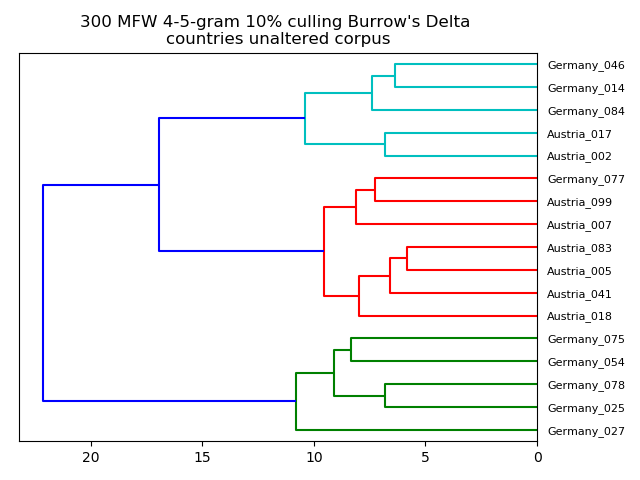 300 MFW 4-5-gram 10% culling Burrow's Delta
countries unaltered corpus
Germany_046
Germany_014
Germany_084
Austria_017
Austria_002
Germany_077
Austria_099
Austria_007
Austria_083
Austria_005
Austria_041
Austria_018
Germany_075
Germany_054
Germany_078
Germany_025
Germany_027
20 15 10 5 0